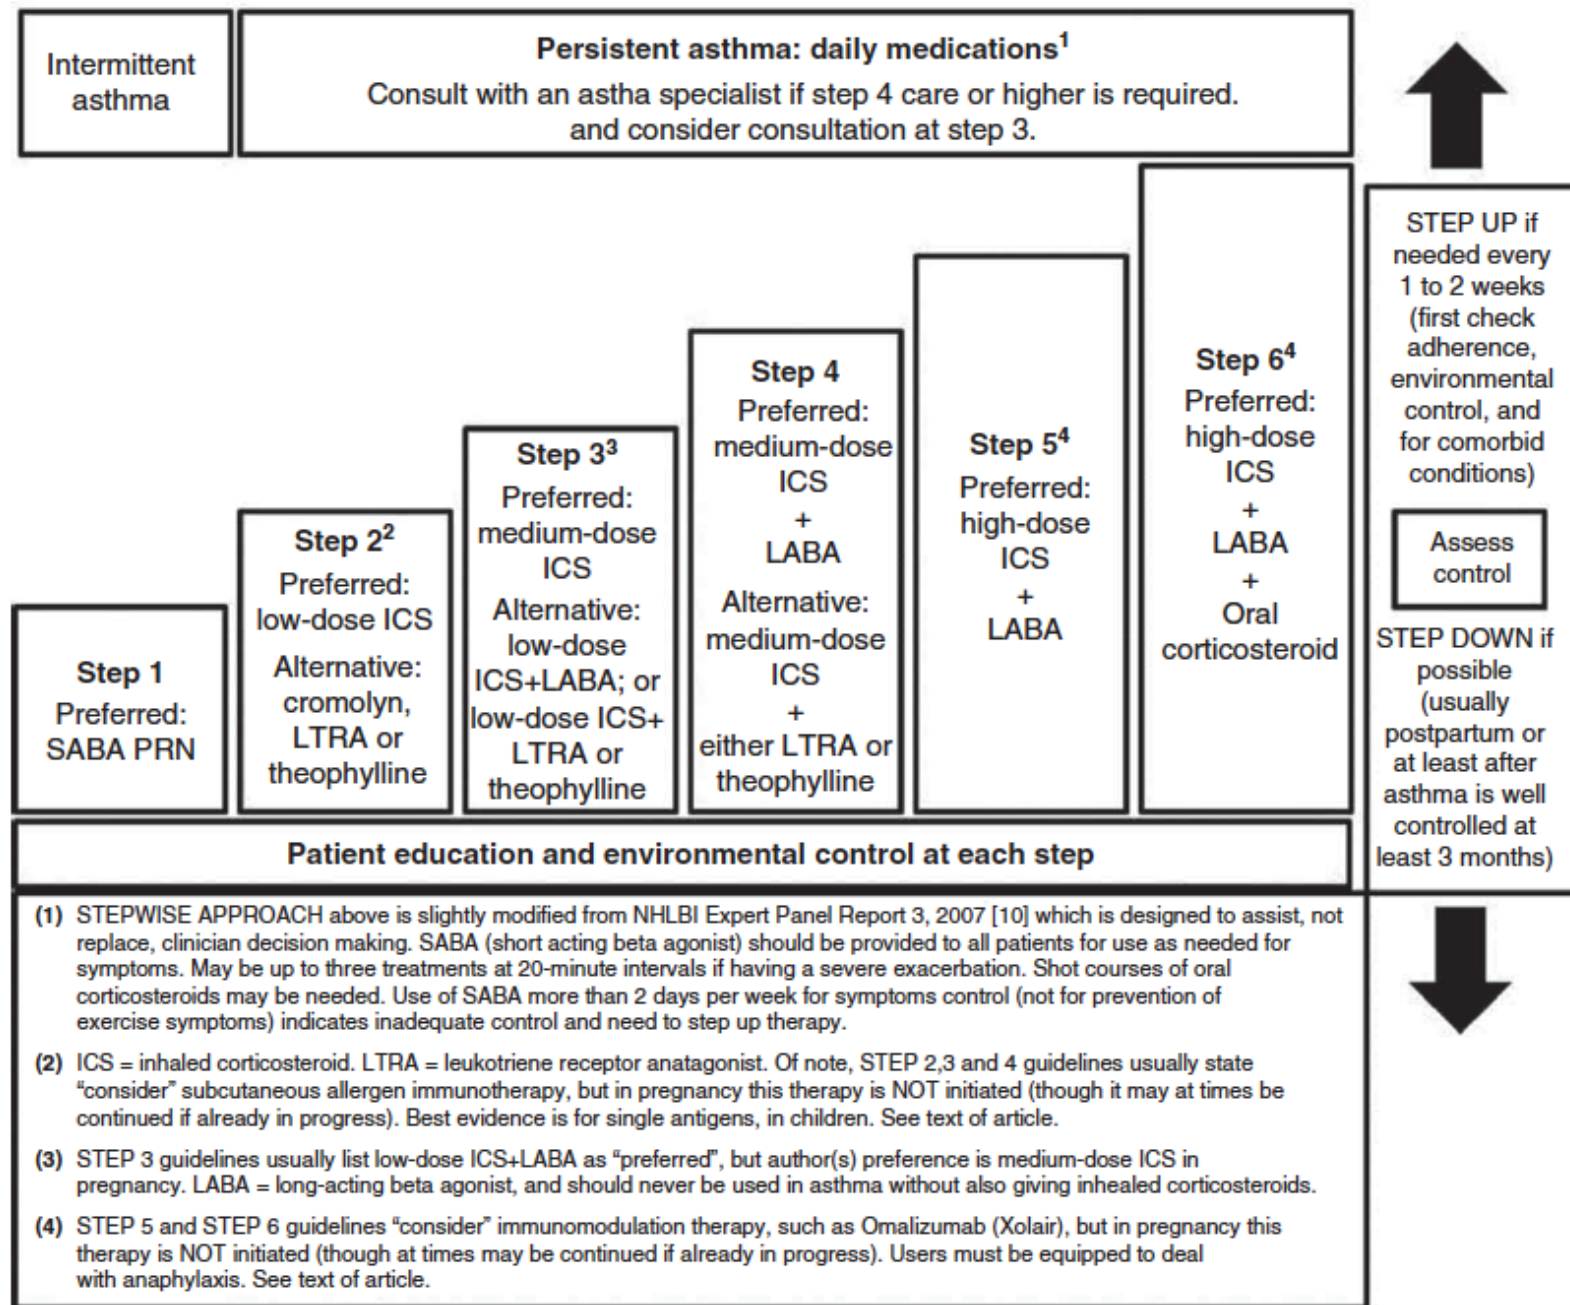 Intermittent
asthma
Persistent asthma: daily medications1
Consult with an astha specialist if step 4 care or higher is required.
and consider consultation at step 3.
Step 1
Preferred:
SABA PRN
Step 22
Preferred:
low-dose ICS
Alternative:
cromolyn,
LTRA or
theophylline
Step 33
Preferred:
medium-dose
ICS
Alternative:
low-dose
ICS+LABA; or
low-dose ICS+
LTRA or
theophylline
Step 4
Preferred:
medium-dose
ICS
+
LABA
Alternative:
medium-dose
ICS
+
either LTRA or
theophylline
Step 54
Preferred:
high-dose
ICS
+
LABA
Step 64
Preferred:
high-dose
ICS
+
LABA
+
Oral
corticosteroid
STEP UP if
needed every
1 to 2 weeks
(first check
adherence,
environmental
control, and
for comorbid
conditions)
Assess
control
STEP DOWN if
possible
(usually
postpartum or
at least after
asthma is well
controlled at
least 3 months)
Patient education and environmental control at each step
(1) STEPWISE APPROACH above is slightly modified from NHLBI Expert Panel Report 3, 2007 [10] which is designed to assist, not
replace, clinician decision making. SABA (short acting beta agonist) should be provided to all patients for use as needed for
symptoms. May be up to three treatments at 20-minute intervals if having a severe exacerbation. Shot courses of oral
corticosteroids may be needed. Use of SABA more than 2 days per week for symptoms control (not for prevention of
exercise symptoms) indicates inadequate control and need to step up therapy.
(2) ICS = inhaled corticosteroid. LTRA = leukotriene receptor anatagonist. Of note, STEP 2,3 and 4 guidelines usually state
“consider” subcutaneous allergen immunotherapy, but in pregnancy this therapy is NOT initiated (though it may at times be
continued if already in progress). Best evidence is for single antigens, in children. See text of article.
(3) STEP 3 guidelines usually list low-dose ICS+LABA as “preferred”, but author(s) preference is medium-dose ICS in
pregnancy. LABA = long-acting beta agonist, and should never be used in asthma without also giving inhealed corticosteroids.
(4) STEP 5 and STEP 6 guidelines “consider” immunomodulation therapy, such as Omalizumab (Xolair), but in pregnancy this
therapy is NOT initiated (though at times may be continued if already in progress). Users must be equipped to deal
with anaphylaxis. See text of article.